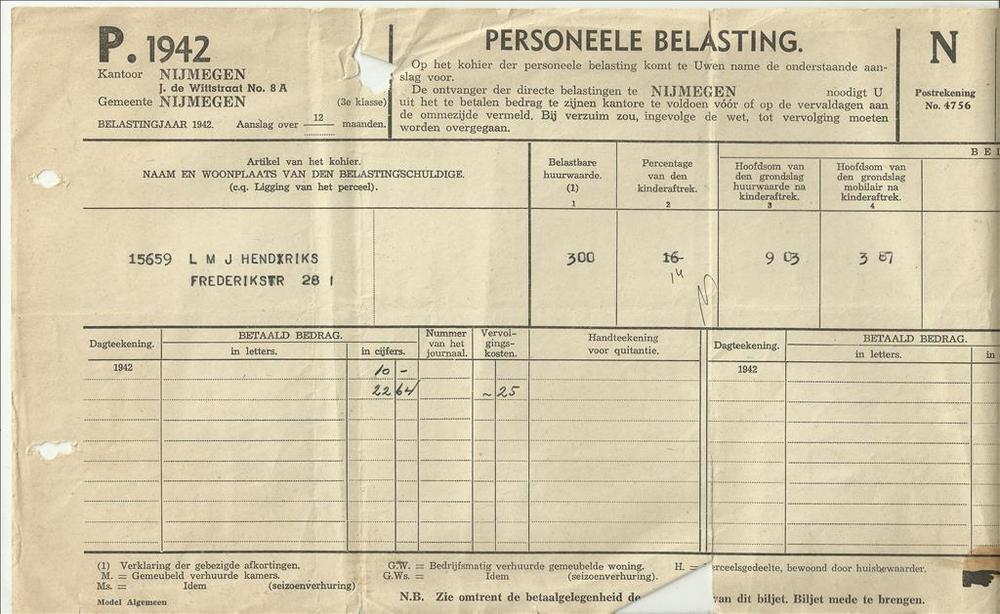 P. 1942
Kantoor NIJMEGEN
J. de Wittstraat No. 8 A
Gemeente NIJMEGEN (3e klasse)
BELASTINGJAAR 1942. Aanslag over 12 maanden.
PERSONEELE BELASTING.
Op het kohier der personeele belasting komt te Uwen name de onderstaande aan-
slag voor.
De ontvanger der directe belastingen te NIJMEGEN noodigt U
uit het te betalen bedrag te zijnen kantore te voldoen vóór of op de vervaldagen aan
de ommezijde vermeld. Bij verzuim zou, ingevolge de wet, tot vervolging moeten
worden overgegaan.
N
Postrekening
No. 4756
Artikel van het kohier.
NAAM EN WOONPLAATS VAN DEN BELASTINGSCHULDIGE.
(c.q. Ligging van het perceel).
Belastbare
huurwaarde.
(1)
1
Percentage
van den
kinderaftrek.
2
BEI
Hoofdsom van
den grondslag
huurwaarde na
kinderaftrek.
3
Hoofdsom van
den grondslag
mobilair na
kinderaftrek.
4
15659 L M J HENDXRIKS
FREDERIKSTR 28 I
300
16-
14
9 03
3 87
Dagteekening.
BETAALD BEDRAG.
in letters. in cijfers.
Nummer
van het
journaal.
Vervol-
gings-
kosten.
Handteekening
voor quitantie.
Dagteekening.
BETAALD BEDRAG.
in letters. in
1942 10 -
22 64 ~ 25
1942
(1) Verklaring der gebezigde afkortingen.
M. = Gemeubeld verhuurde kamers.
Ms. = Idem (seizoenverhuring)
G.W. = Bedrijfsmatig verhuurde gemeubelde woning.
G.Ws. = Idem (seizoenverhuring).
H. = erceelsgedeelte, bewoond door huisbewaarder.
Model Algemeen
N.B. Zie omtrent de betaalgelegenheid de van dit biljet. Biljet mede te brengen.